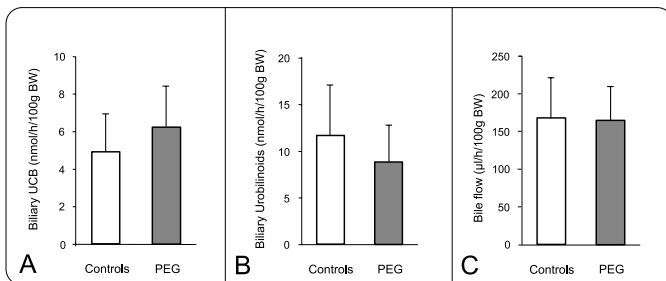 Biliary UCB (nmol/h/100g BW)
10
8
6
4
2
0
Controls PEG
A
Biliary Urobilinoids (nmol/h/100g BW)
20
15
10
5
0
Controls PEG
B
Bile flow (µl/h/100g BW)
250
200
150
100
50
0
Controls PEG
C